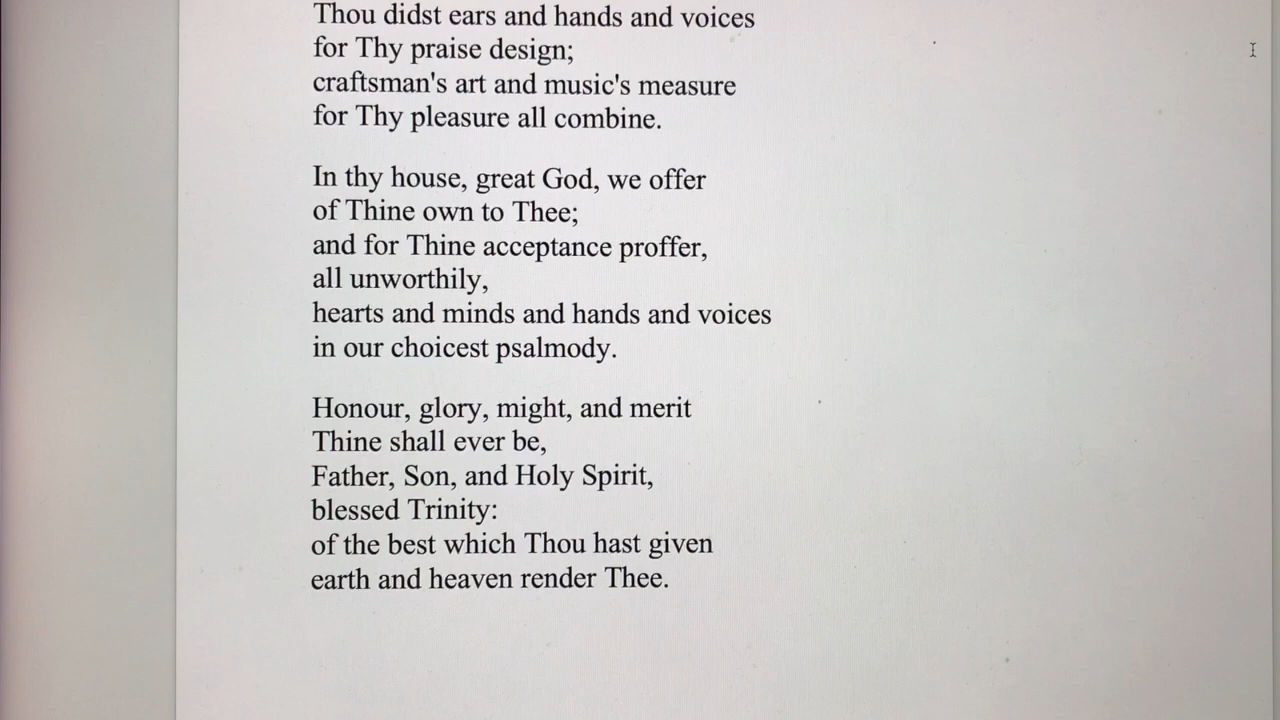 Thou didst ears and hands and voices
for Thy praise design;
craftsman's art and music's measure
for Thy pleasure all combine.
In thy house, great God, we offer
of Thine own to Thee;
and for Thine acceptance proffer,
all unworthily,
hearts and minds and hands and voices
in our choicest psalmody.
Honour, glory, might, and merit
Thine shall ever be,
Father, Son, and Holy Spirit,
blessed Trinity:
of the best which Thou hast given
earth and heaven render Thee.